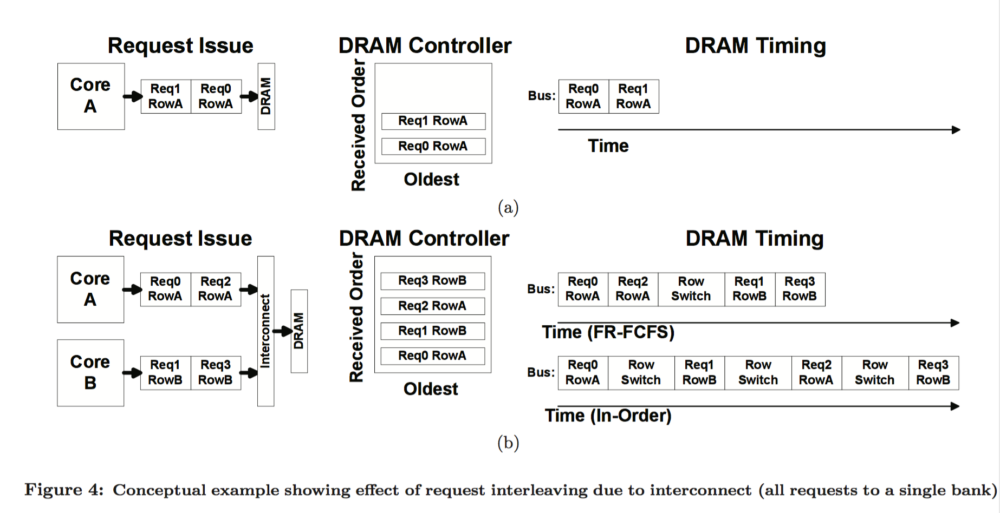 Request Issue
DRAM Controller
DRAM Timing
Core
A
Req1
RowA
Req0
RowA
DRAM
Received Order
Req1 RowA
Req0 RowA
Oldest
Bus:
Req0
RowA
Req1
RowA
Time
(a)
Request Issue
DRAM Controller
DRAM Timing
Core
A
Req0
RowA
Req2
RowA
Core
B
Req1
RowB
Req3
RowB
Interconnect
DRAM
Received Order
Req3 RowB
Req2 RowA
Req1 RowB
Req0 RowA
Oldest
Bus:
Req0
RowA
Req2
RowA
Row
Switch
Req1
RowB
Req3
RowB
Time (FR-FCFS)
Bus:
Req0
RowA
Row
Switch
Req1
RowB
Row
Switch
Req2
RowA
Row
Switch
Req3
RowB
Time (In-Order)
(b)
Figure 4: Conceptual example showing effect of request interleaving due to interconnect (all requests to a single bank)